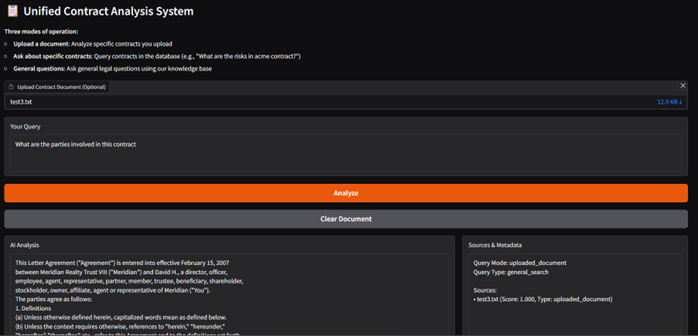 📋 Unified Contract Analysis System
Three modes of operation:
Upload a document: Analyze specific contracts you upload
Ask about specific contracts: Query contracts in the database (e.g., "What are the risks in acme contract?")
General questions: Ask general legal questions using our knowledge base
Upload Contract Document (Optional)
test3.txt 12.9 KB ↓
Your Query
What are the parties involved in this contract
Analyze
Clear Document
AI Analysis
This Letter Agreement ("Agreement") is entered into effective February 15, 2007
between Meridian Realty Trust VIII ("Meridian") and David H., a director, officer,
employee, agent, representative, partner, member, trustee, beneficiary, shareholder,
stockholder, owner, affiliate, agent or representative of Meridian ("You").
The parties agree as follows:
1. Definitions
(a) Unless otherwise defined herein, capitalized words mean as defined below.
(b) Unless the context requires otherwise, references to "herein," "hereunder,"
Sources & Metadata
Query Mode: uploaded_document
Query Type: general_search
Sources:
• test3.txt (Score: 1.000, Type: uploaded_document)